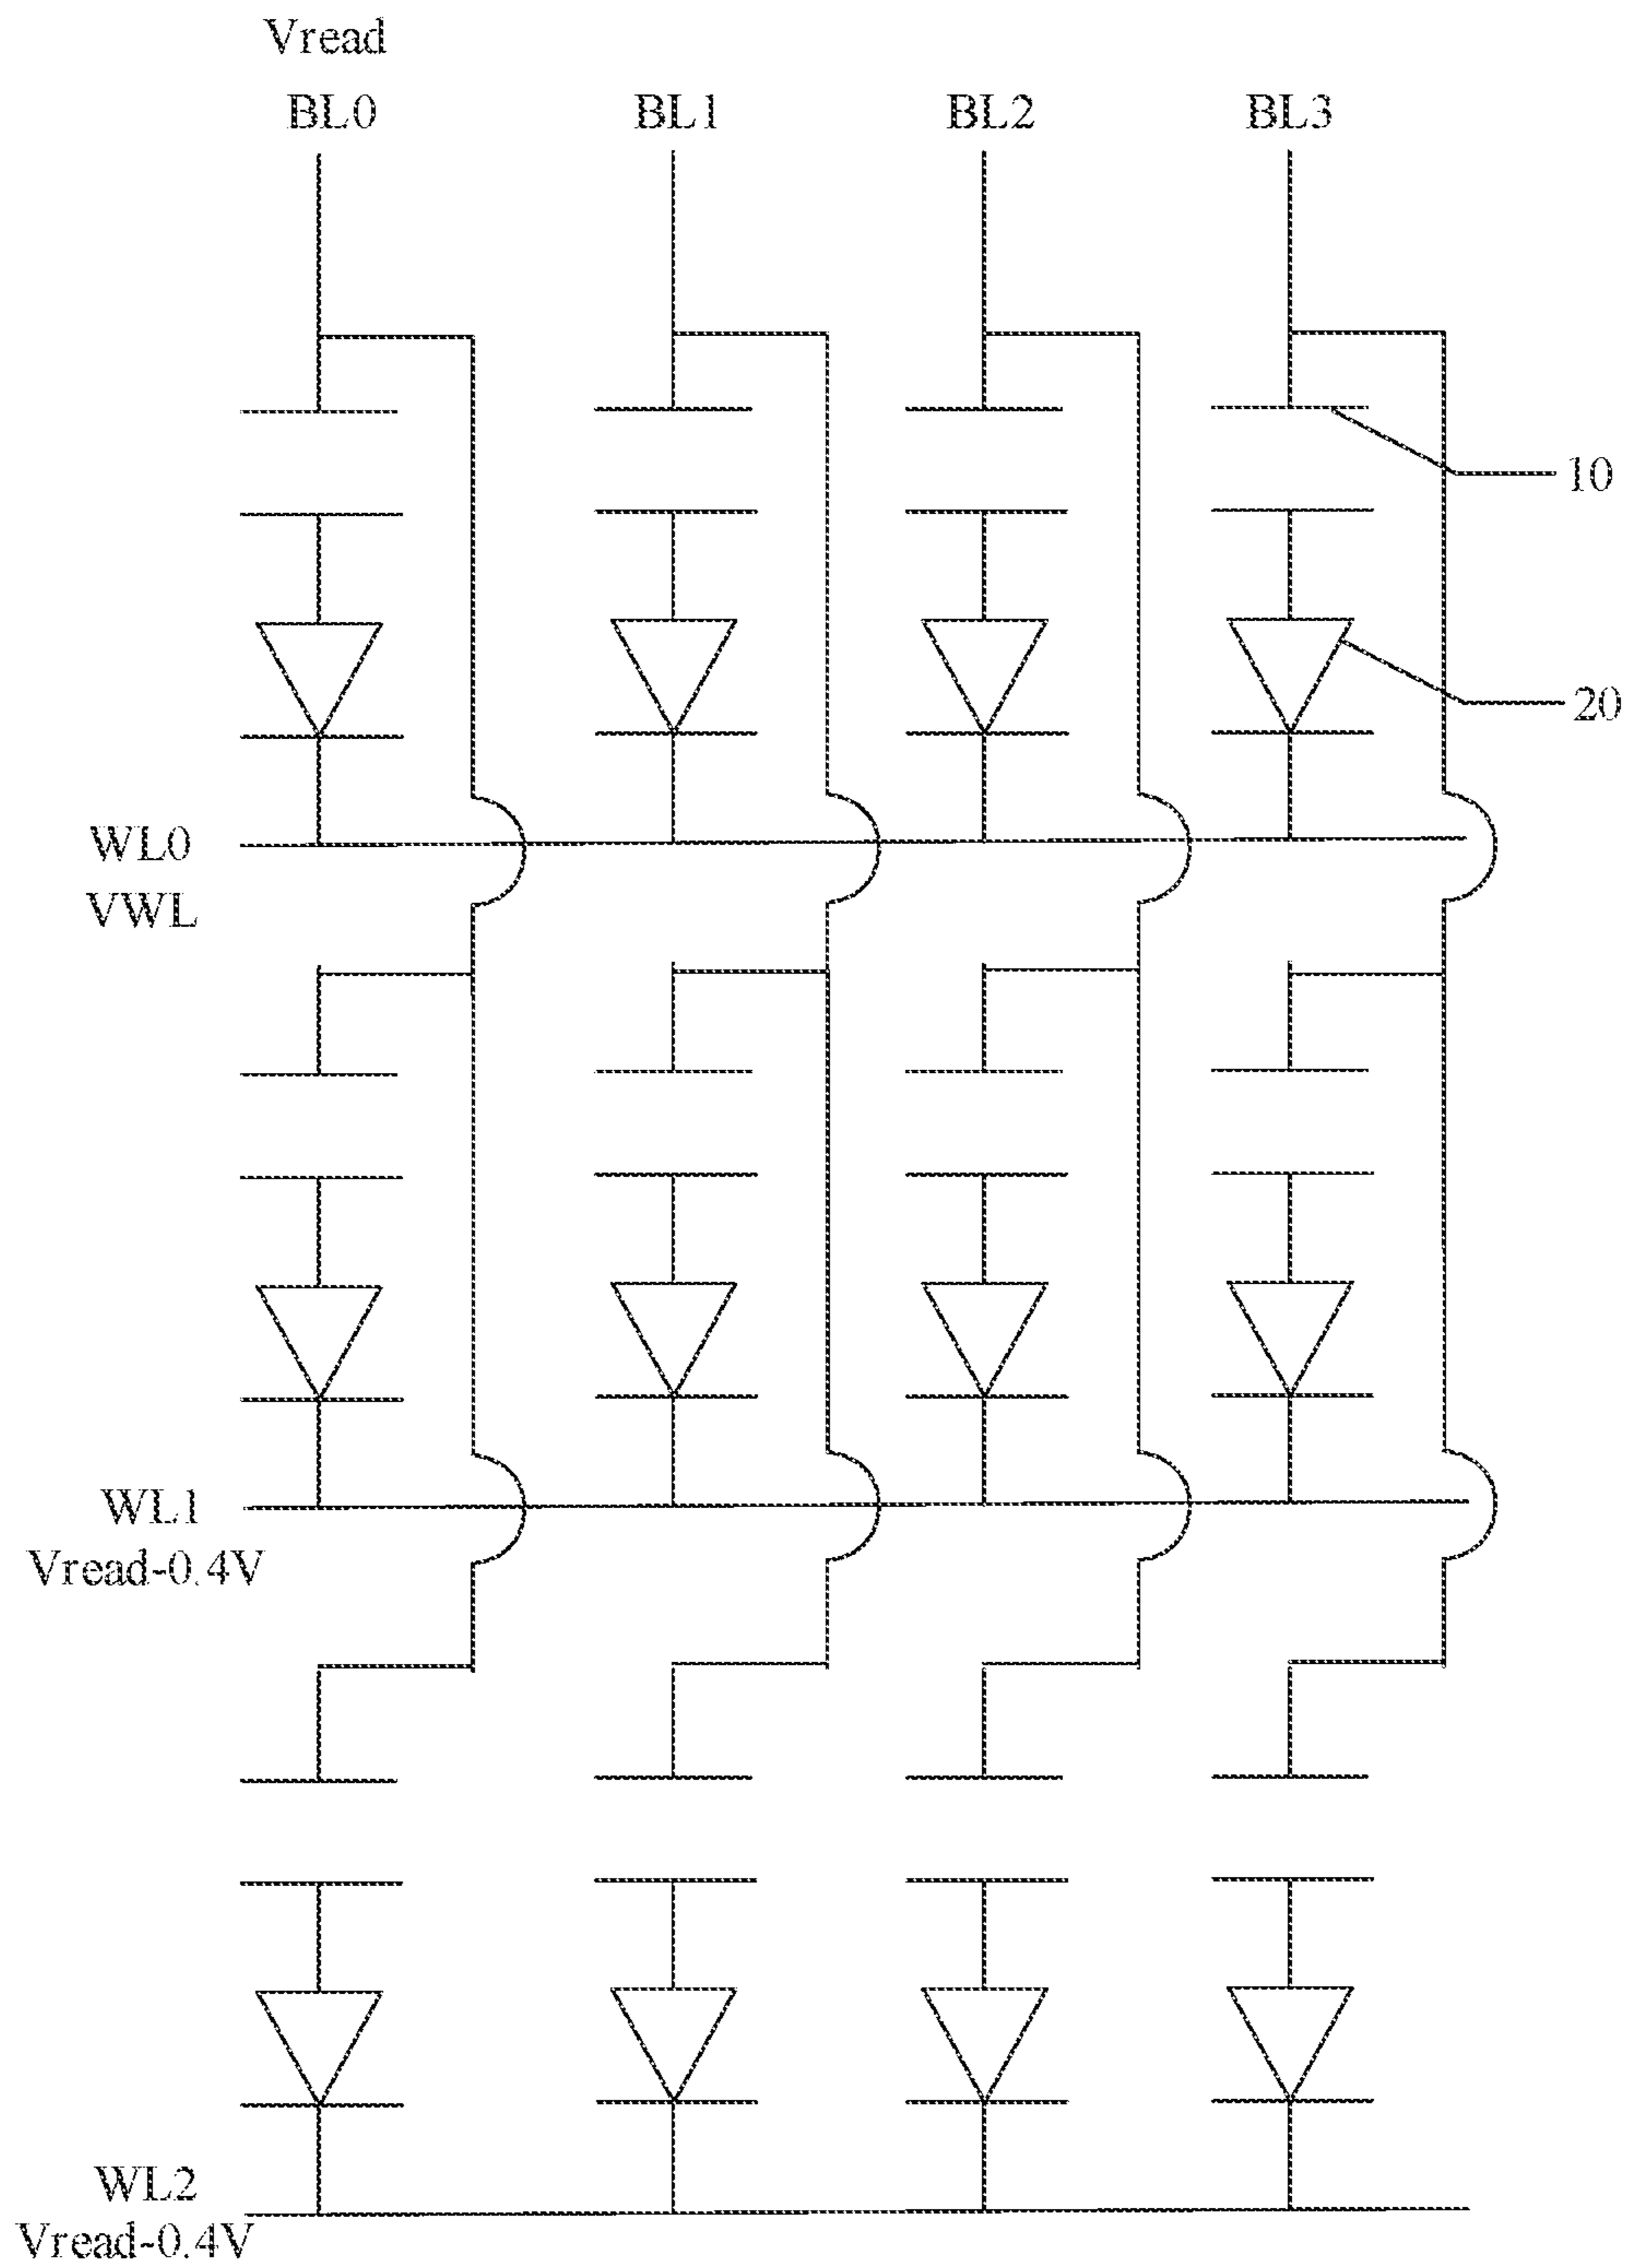 Vread
BL0 BL1 BL2 BL3
10
20
WL0
VWL
WL1
Vread-0.4V
WL2
Vread-0.4V